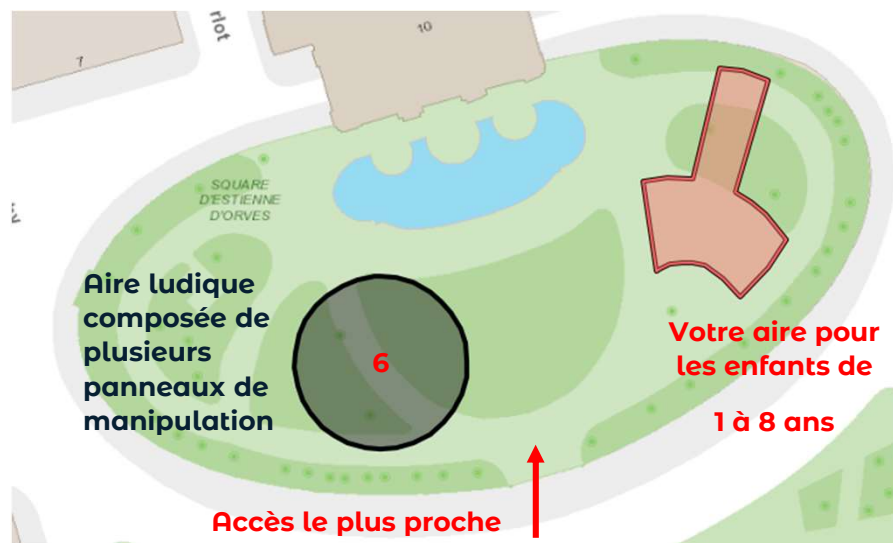 rlot
10
7
SQUARE
D'ESTIENNE
D'ORVES
Aire ludique
composée de
plusieurs
panneaux de
manipulation
6
Votre aire pour
les enfants de
1 à 8 ans
Accès le plus proche